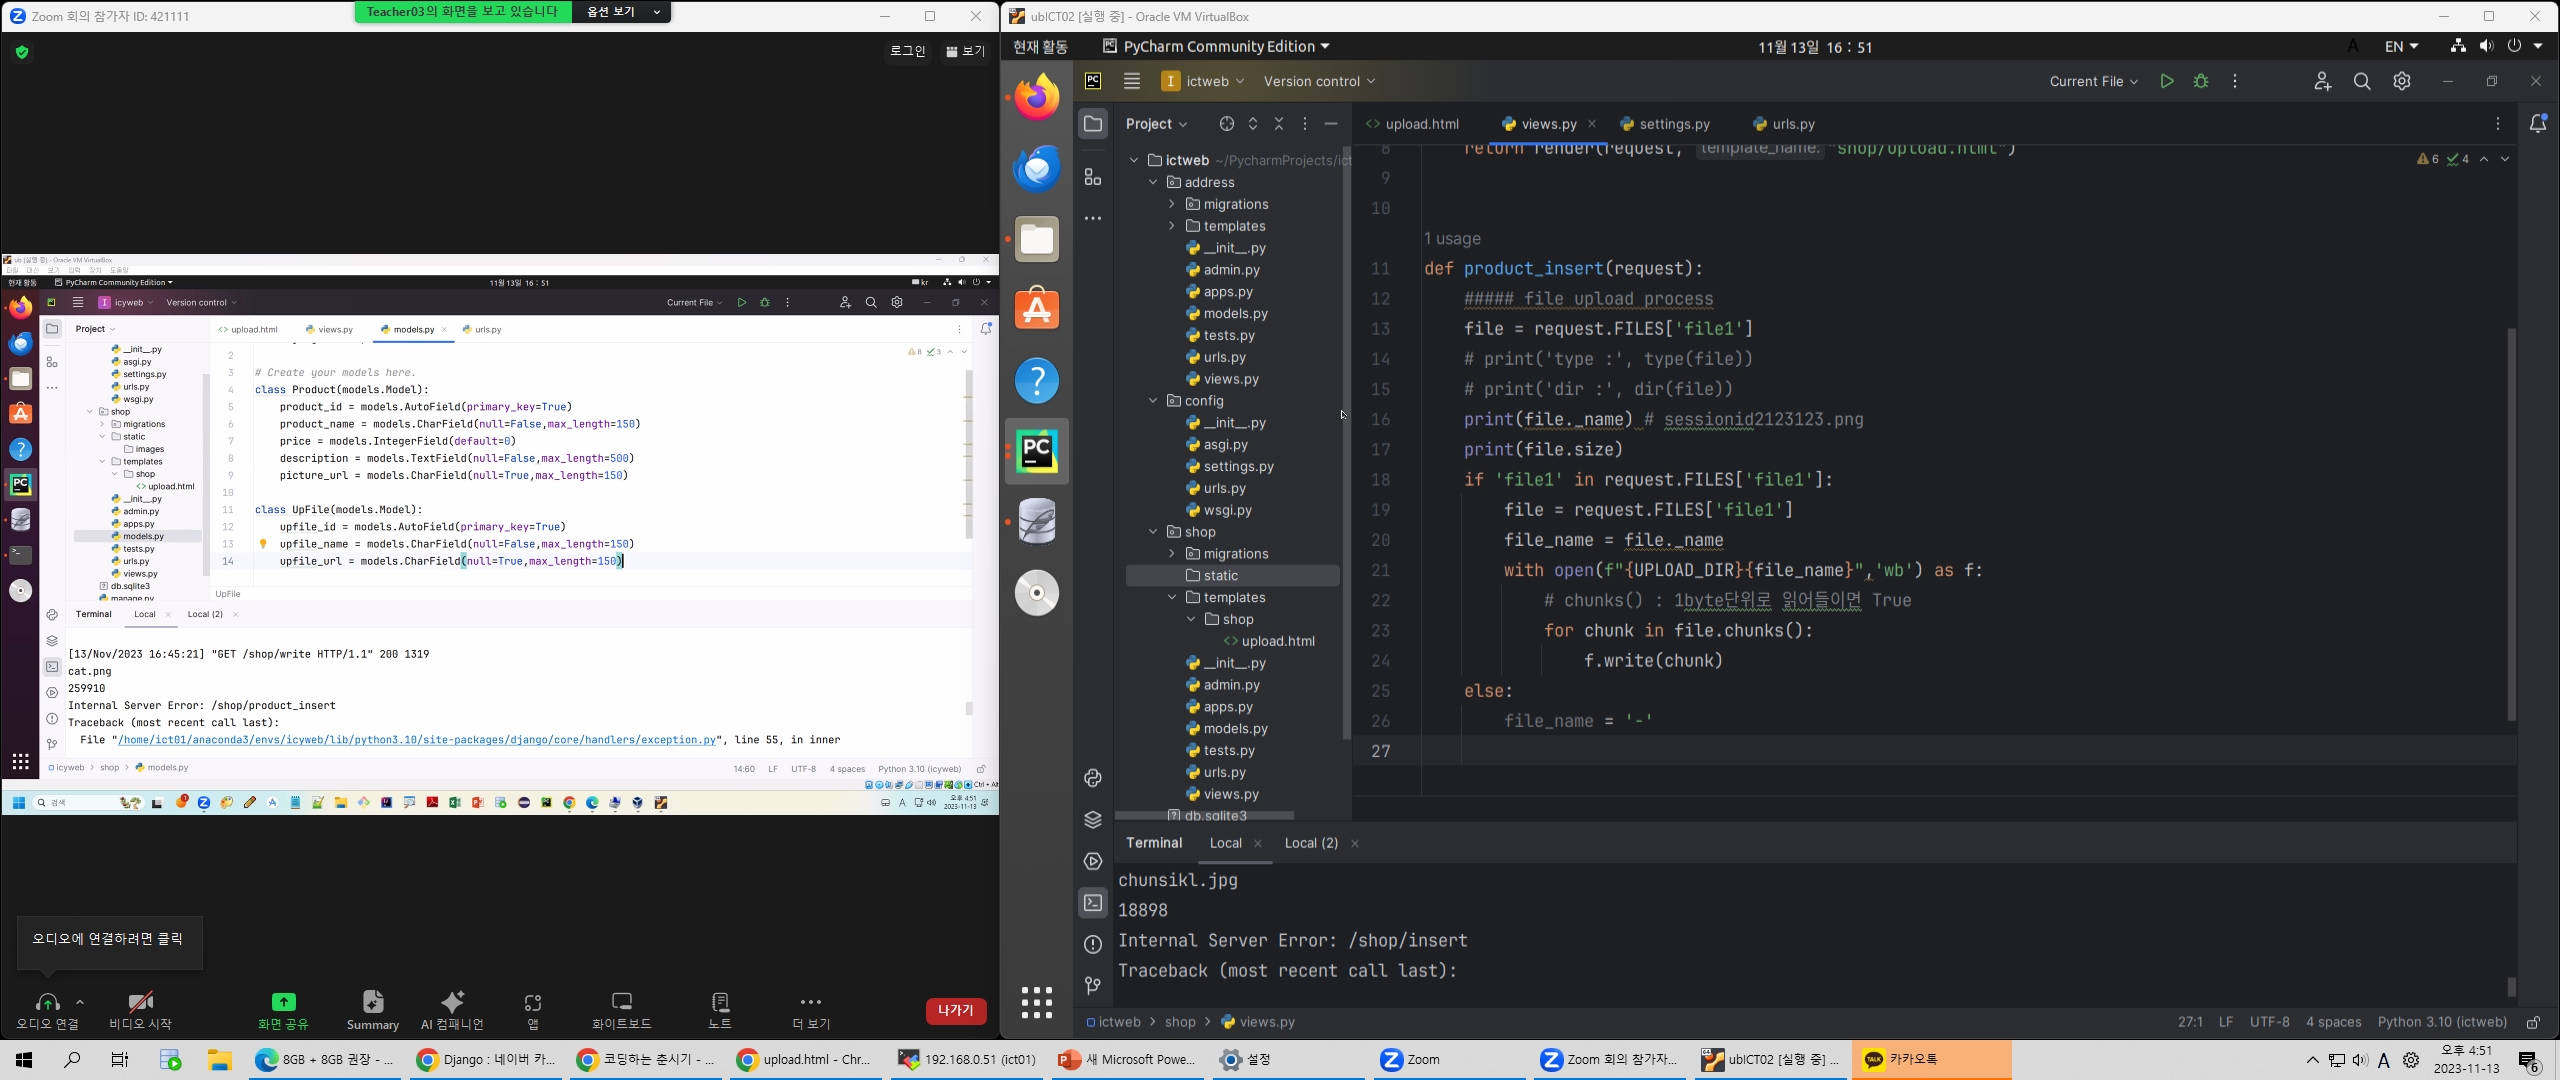 Zoom 회의 참가자 ID: 421111
Teacher03의 화면을 보고 있습니다
옵션 보기
로그인
보기
ub [실행 중] - Oracle VM VirtualBox
파일 머신 보기 입력 장치 도움말
현재 활동
PyCharm Community Edition
11월 13일 16 : 51
kr
icyweb
Version control
Current File
Project
upload.html
views.py
models.py
urls.py
__init__.py
asgi.py
settings.py
urls.py
wsgi.py
shop
migrations
static
images
templates
shop
upload.html
__init__.py
admin.py
apps.py
models.py
tests.py
urls.py
views.py
db.sqlite3
manage.py
8 3
2
3 # Create your models here.
4 class Product(models.Model):
5 product_id = models.AutoField(primary_key=True)
6 product_name = models.CharField(null=False,max_length=150)
7 price = models.IntegerField(default=0)
8 description = models.TextField(null=False,max_length=500)
9 picture_url = models.CharField(null=True,max_length=150)
10
11 class UpFile(models.Model):
12 upfile_id = models.AutoField(primary_key=True)
13 upfile_name = models.CharField(null=False,max_length=150)
14 upfile_url = models.CharField(null=True,max_length=150)
UpFile
Terminal Local Local (2)
[13/Nov/2023 16:45:21] "GET /shop/write HTTP/1.1" 200 1319
cat.png
259910
Internal Server Error: /shop/product_insert
Traceback (most recent call last):
File "/home/ict01/anaconda3/envs/icyweb/lib/python3.10/site-packages/django/core/handlers/exception.py", line 55, in inner
icyweb > shop > models.py
14:60 LF UTF-8 4 spaces Python 3.10 (icyweb)
검색
오후 4:51
2023-11-13
오디오에 연결하려면 클릭
오디오 연결
비디오 시작
화면 공유
Summary
AI 컴패니언
앱
화이트보드
노트
더 보기
나가기
ubICT02 [실행 중] - Oracle VM VirtualBox
현재 활동
PyCharm Community Edition
11월 13일 16 : 51
A
EN
ictweb
Version control
Current File
Project
upload.html
views.py
settings.py
urls.py
ictweb ~/PycharmProjects/ict
address
migrations
templates
__init__.py
admin.py
apps.py
models.py
tests.py
urls.py
views.py
config
__init__.py
asgi.py
settings.py
urls.py
wsgi.py
shop
migrations
static
templates
shop
upload.html
__init__.py
admin.py
apps.py
models.py
tests.py
urls.py
views.py
db.sqlite3
6 4
8 return render(request, template_name: "shop/upload.html")
9
10
1 usage
11 def product_insert(request):
12 ##### file upload process
13 file = request.FILES['file1']
14 # print('type :', type(file))
15 # print('dir :', dir(file))
16 print(file._name) # sessionid2123123.png
17 print(file.size)
18 if 'file1' in request.FILES['file1']:
19 file = request.FILES['file1']
20 file_name = file._name
21 with open(f"{UPLOAD_DIR}{file_name}",'wb') as f:
22 # chunks() : 1byte단위로 읽어들이면 True
23 for chunk in file.chunks():
24 f.write(chunk)
25 else:
26 file_name = '-'
27
Terminal Local Local (2)
chunsikl.jpg
18898
Internal Server Error: /shop/insert
Traceback (most recent call last):
ictweb > shop > views.py
27:1 LF UTF-8 4 spaces Python 3.10 (ictweb)
8GB + 8GB 권장 - ...
Django : 네이버 카...
코딩하는 춘시기 - ...
upload.html - Chr...
192.168.0.51 (ict01)
새 Microsoft Powe...
설정
Zoom
Zoom 회의 참가자...
ubICT02 [실행 중] ...
카카오톡
A
오후 4:51
2023-11-13
6